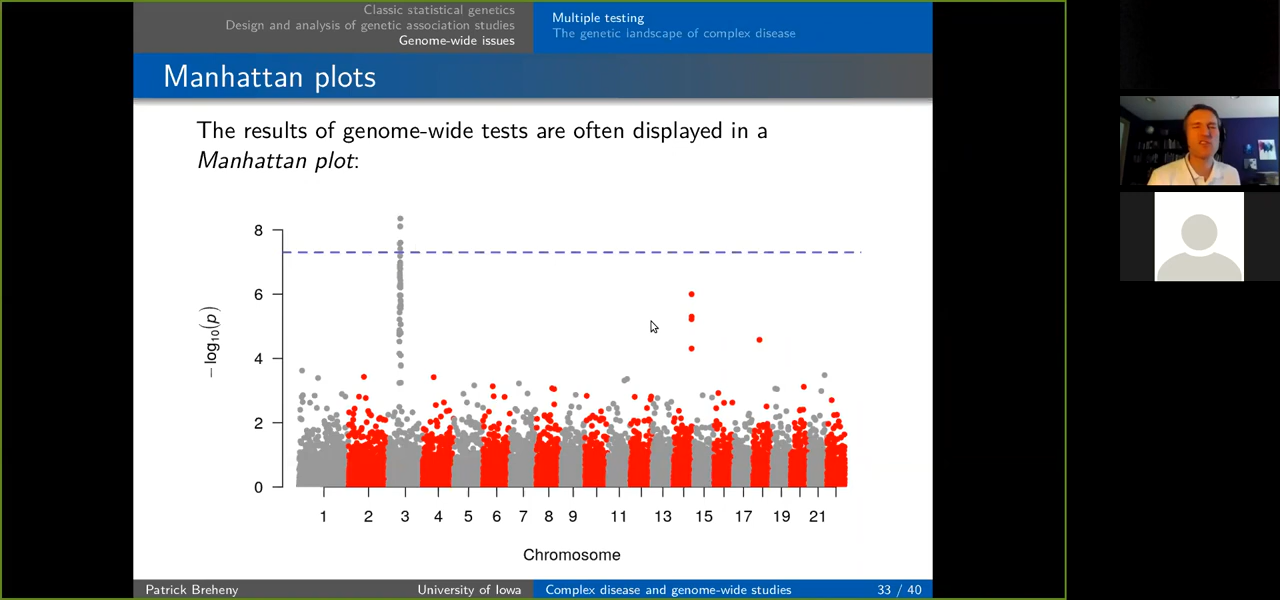 Classic statistical genetics
Design and analysis of genetic association studies
Genome-wide issues
Multiple testing
The genetic landscape of complex disease
Manhattan plots
The results of genome-wide tests are often displayed in a
Manhattan plot:
8
6
4
2
0
− log10(p)
1 2 3 4 5 6 7 8 9 11 13 15 17 19 21
Chromosome
Patrick Breheny University of Iowa Complex disease and genome-wide studies 33 / 40